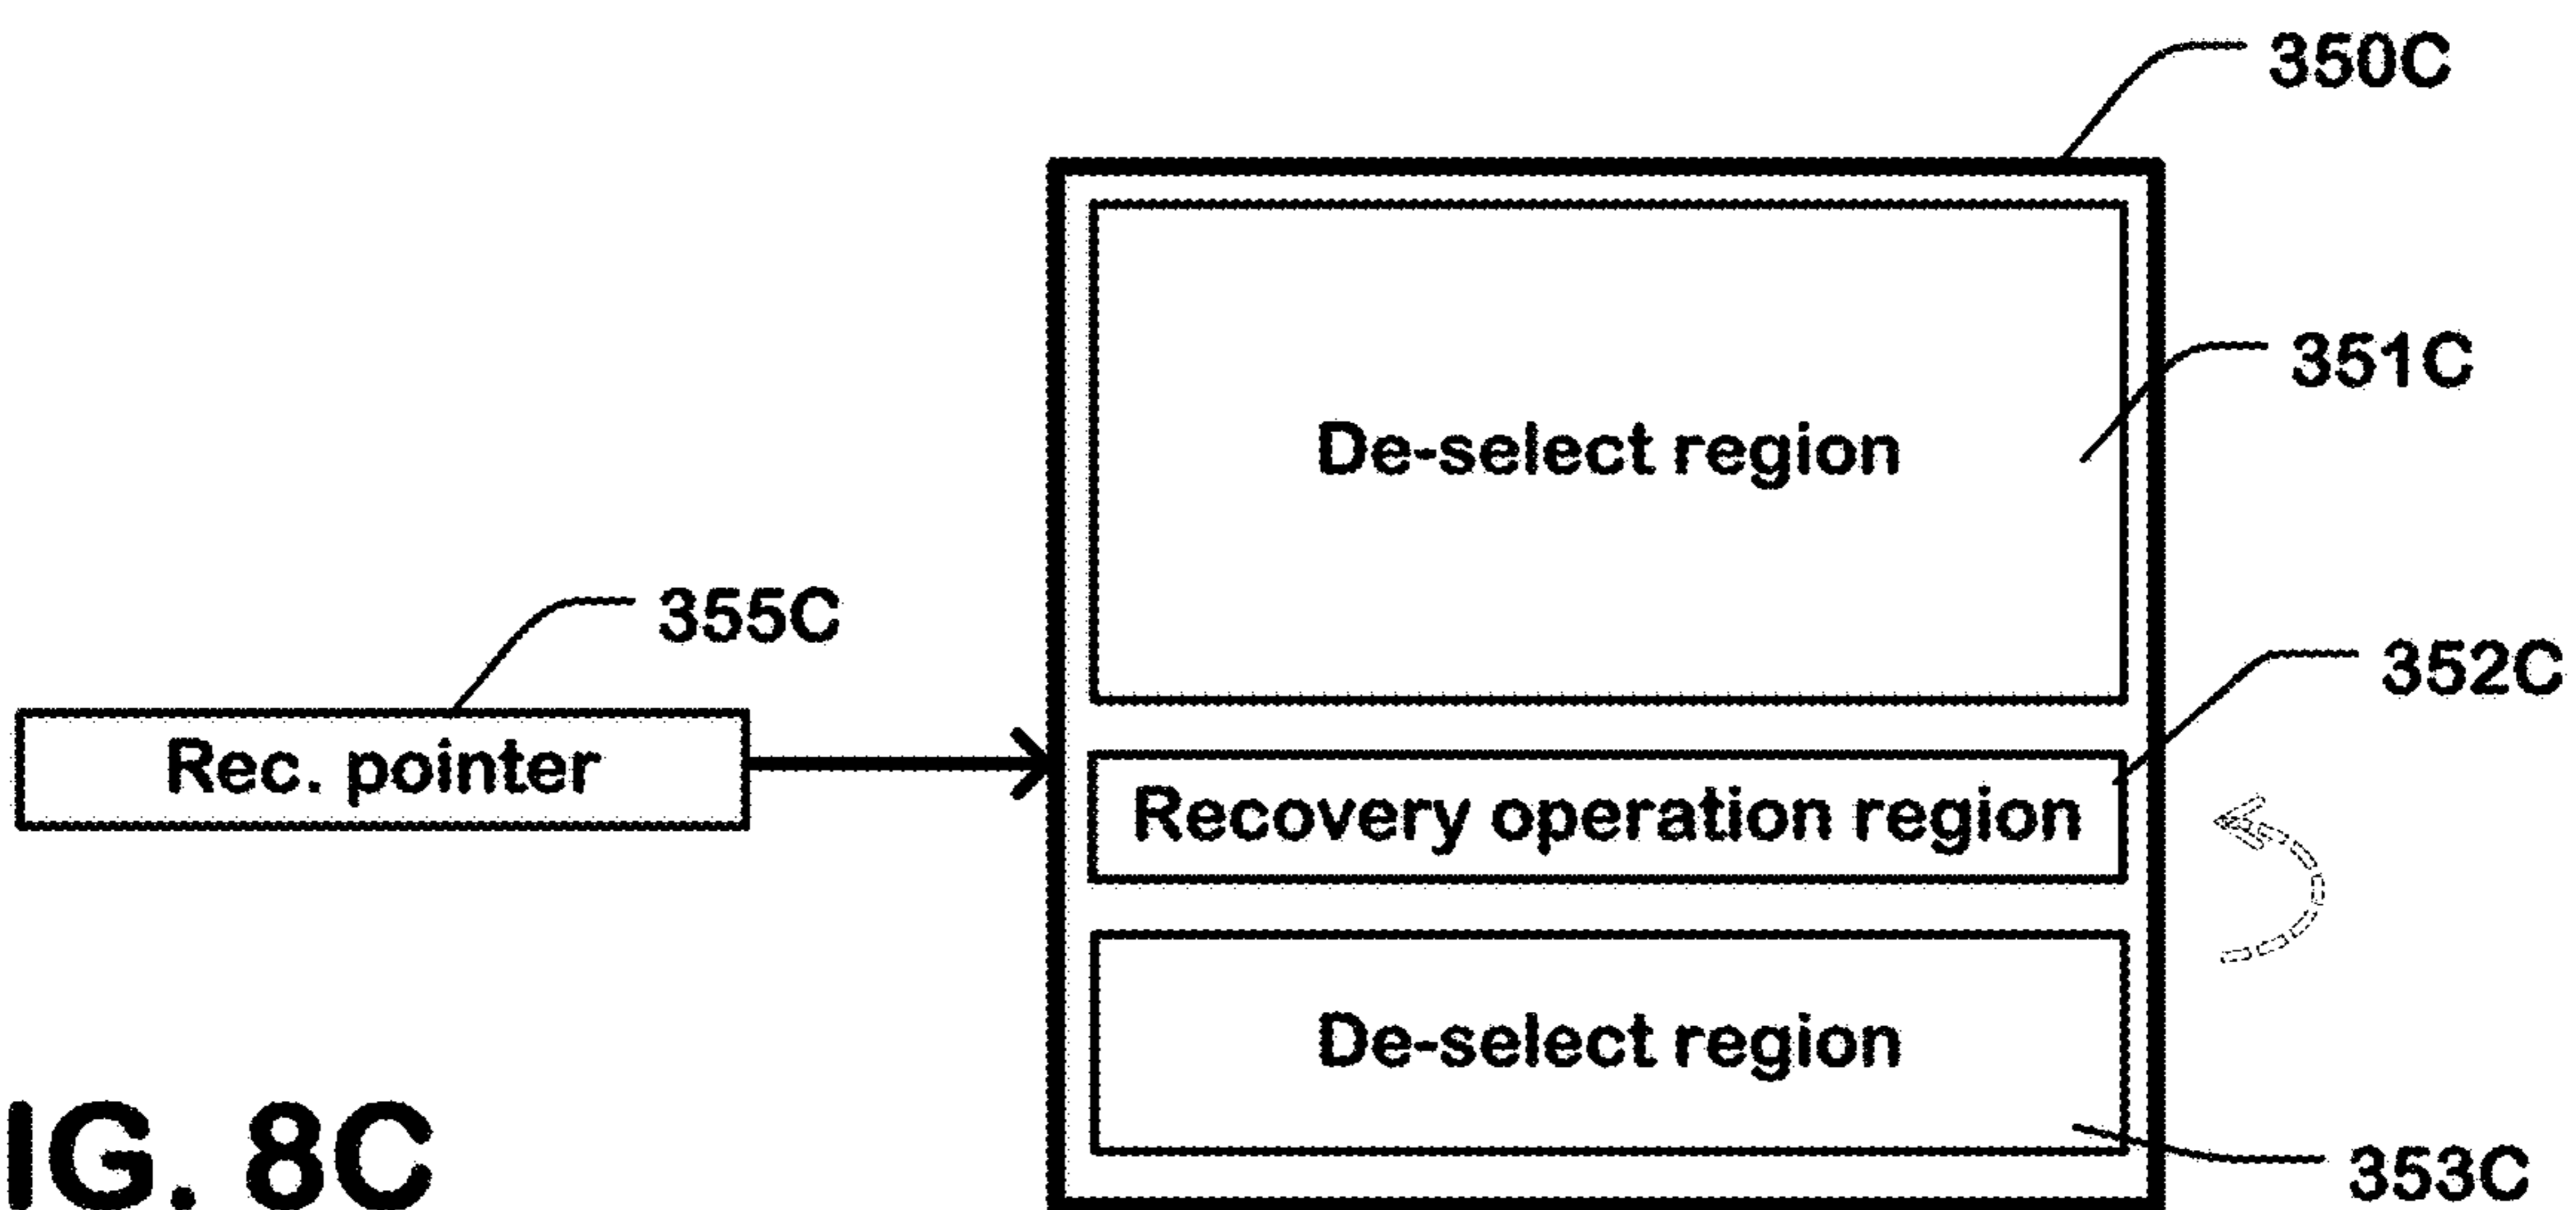 350C
De-select region
351C
355C
Rec. pointer
352C
Recovery operation region
De-select region
353C
IG. 8C